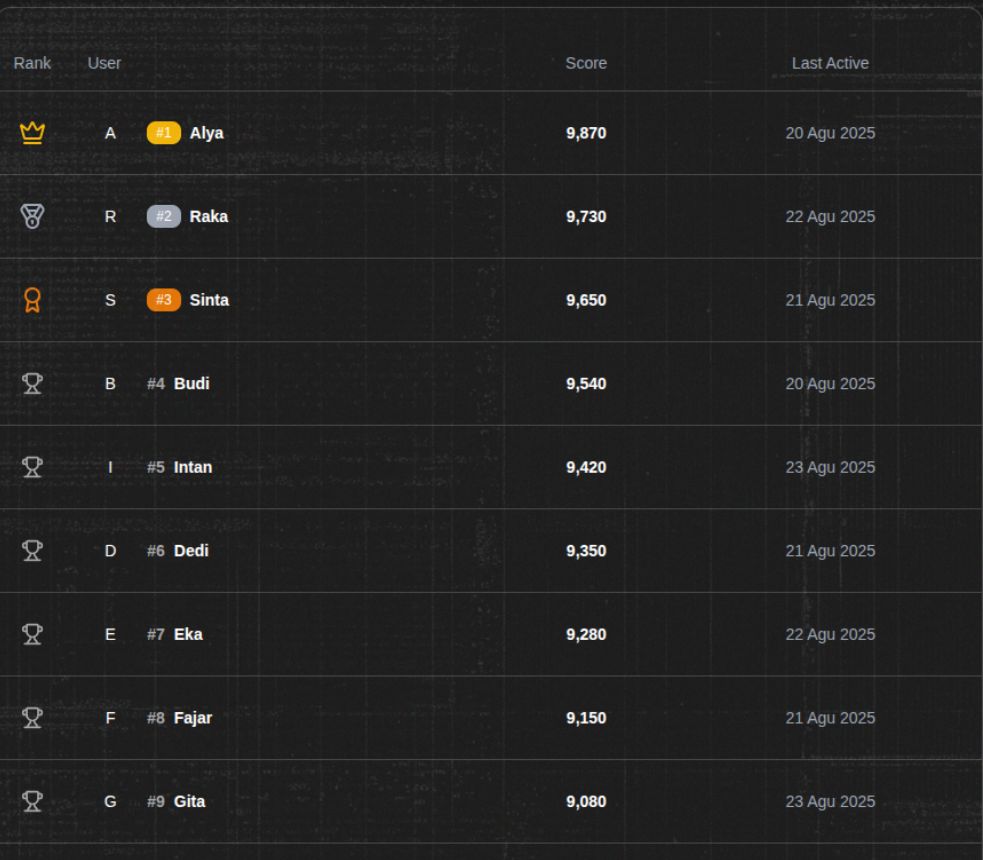 Rank User Score Last Active
A #1 Alya 9,870 20 Agu 2025
R #2 Raka 9,730 22 Agu 2025
S #3 Sinta 9,650 21 Agu 2025
B #4 Budi 9,540 20 Agu 2025
I #5 Intan 9,420 23 Agu 2025
D #6 Dedi 9,350 21 Agu 2025
E #7 Eka 9,280 22 Agu 2025
F #8 Fajar 9,150 21 Agu 2025
G #9 Gita 9,080 23 Agu 2025